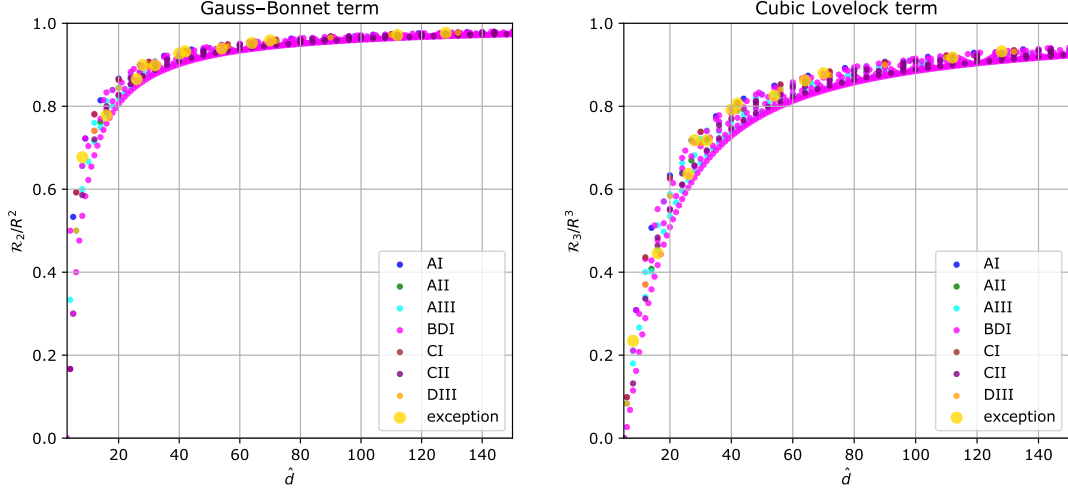 Gauss–Bonnet term
1.0
0.8
0.6
0.4
0.2
0.0
20 40 60 80 100 120 140
d̂
ℛ₂/R²
AI
AII
AIII
BDI
CI
CII
DIII
exception
Cubic Lovelock term
1.0
0.8
0.6
0.4
0.2
0.0
20 40 60 80 100 120 140
d̂
ℛ₃/R³
AI
AII
AIII
BDI
CI
CII
DIII
exception